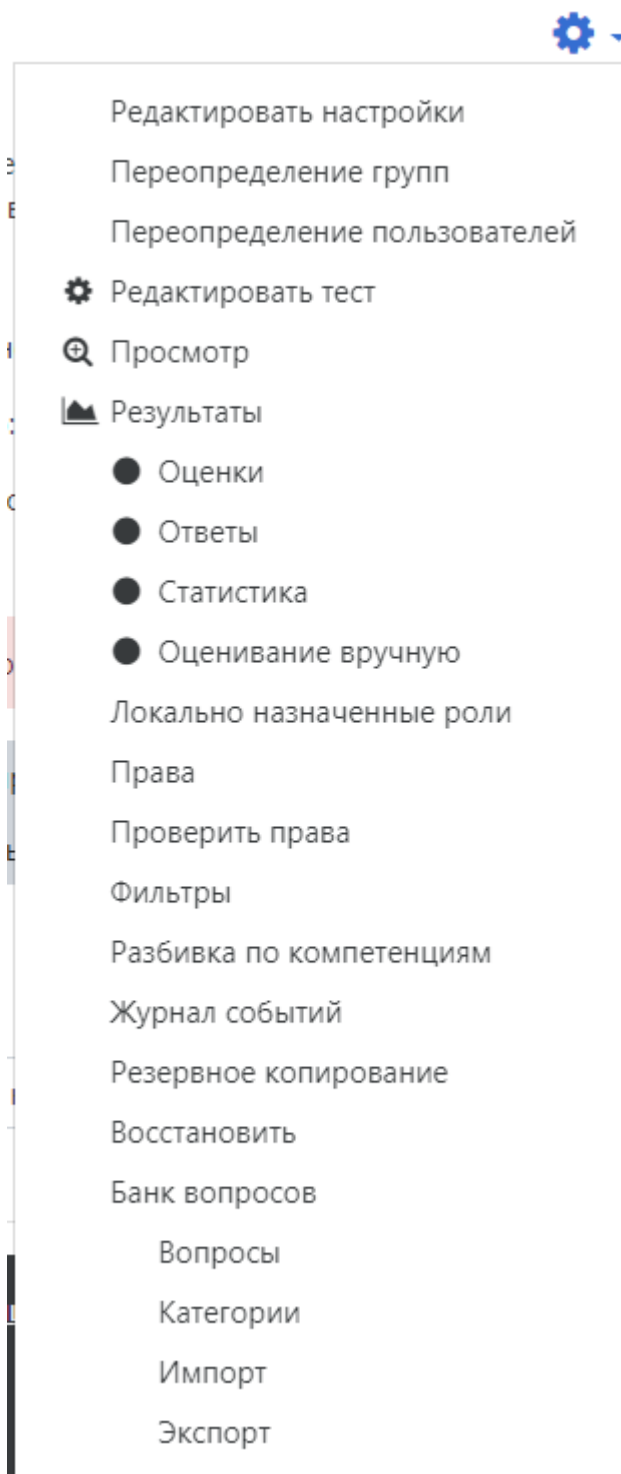 Редактировать настройки
Переопределение групп
Переопределение пользователей
Редактировать тест
Просмотр
Результаты
Оценки
Ответы
Статистика
Оценивание вручную
Локально назначенные роли
Права
Проверить права
Фильтры
Разбивка по компетенциям
Журнал событий
Резервное копирование
Восстановить
Банк вопросов
Вопросы
Категории
Импорт
Экспорт